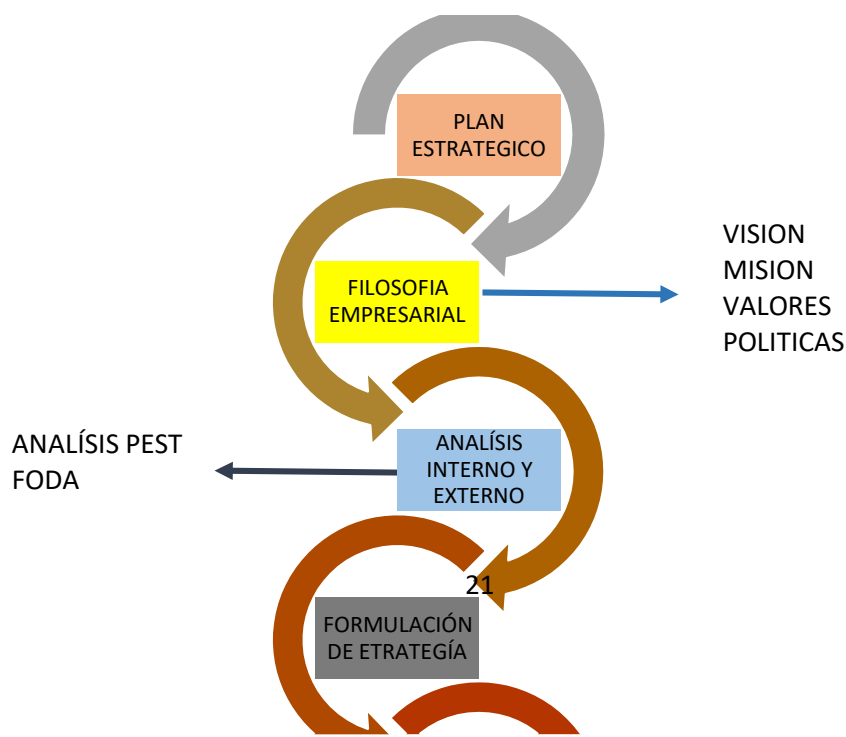 PLAN
ESTRATEGICO
FILOSOFIA
EMPRESARIAL
VISION
MISION
VALORES
POLITICAS
ANALÍSIS PEST
FODA
ANALÍSIS
INTERNO Y
EXTERNO
21
FORMULACIÓN
DE ETRATEGÍA